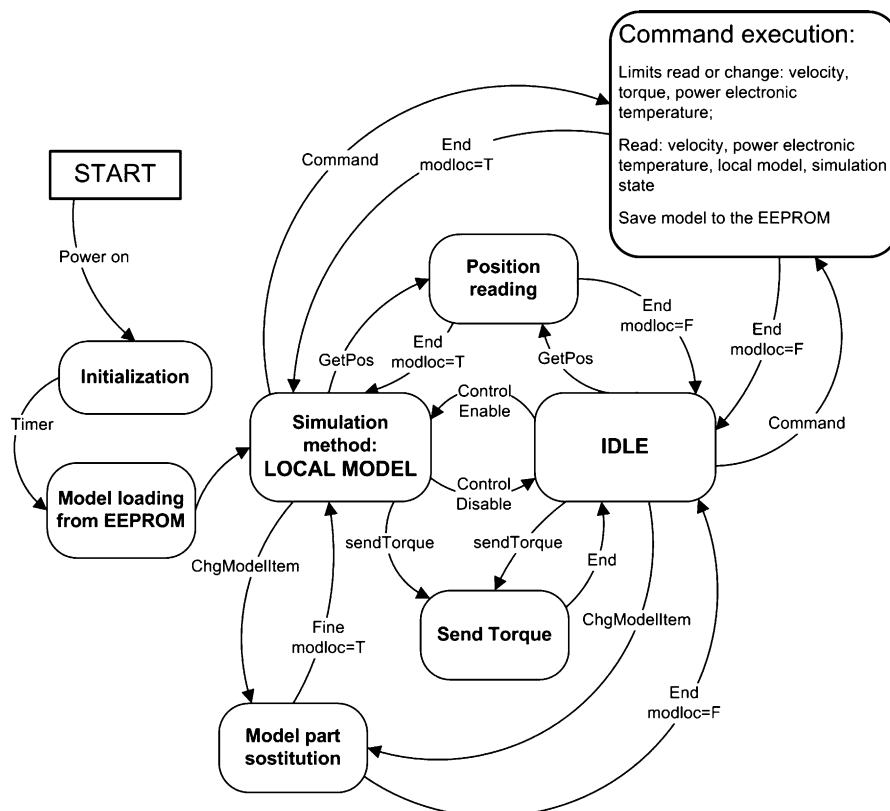 Command execution:
Limits read or change: velocity,
torque, power electronic
temperature;
Read: velocity, power electronic
temperature, local model, simulation
state
Save model to the EEPROM
START
Command
End
modloc=T
Power on
Position
reading
End
modloc=F
End
modloc=T
GetPos
GetPos
End
modloc=F
Initialization
Timer
Control
Enable
Simulation
method:
LOCAL MODEL
IDLE
Command
Control
Disable
Model loading
from EEPROM
sendTorque
sendTorque
End
ChgModelItem
ChgModelItem
Send Torque
Fine
modloc=T
End
modloc=F
Model part
sostitution